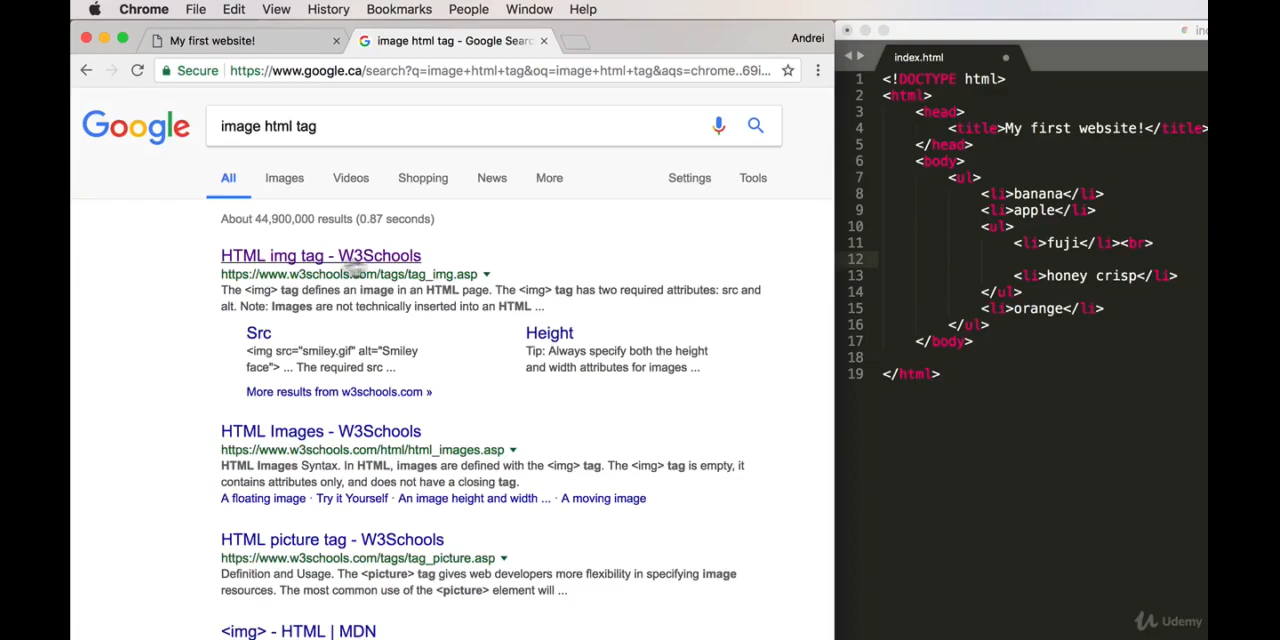 Chrome File Edit View History Bookmarks People Window Help
My first website!
image html tag - Google Searc
Andrei
Secure https://www.google.ca/search?q=image+html+tag&oq=image+html+tag&aqs=chrome..69i...
Google
image html tag
All Images Videos Shopping News More Settings Tools
About 44,900,000 results (0.87 seconds)
HTML img tag - W3Schools
https://www.w3schools.com/tags/tag_img.asp
The <img> tag defines an image in an HTML page. The <img> tag has two required attributes: src and
alt. Note: Images are not technically inserted into an HTML ...
Src
<img src="smiley.gif" alt="Smiley
face"> ... The required src ...
Height
Tip: Always specify both the height
and width attributes for images ...
More results from w3schools.com »
HTML Images - W3Schools
https://www.w3schools.com/html/html_images.asp
HTML Images Syntax. In HTML, images are defined with the <img> tag. The <img> tag is empty, it
contains attributes only, and does not have a closing tag.
A floating image · Try it Yourself · An image height and width ... · A moving image
HTML picture tag - W3Schools
https://www.w3schools.com/tags/tag_picture.asp
Definition and Usage. The <picture> tag gives web developers more flexibility in specifying image
resources. The most common use of the <picture> element will ...
<img> - HTML | MDN
index.html
1 <!DOCTYPE html>
2 <html>
3 <head>
4 <title>My first website!</title>
5 </head>
6 <body>
7 <ul>
8 <li>banana</li>
9 <li>apple</li>
10 <ul>
11 <li>fuji</li><br>
12
13 <li>honey crisp</li>
14 </ul>
15 <li>orange</li>
16 </ul>
17 </body>
18
19 </html>
Udemy